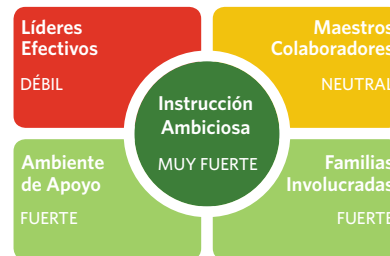 Líderes
Efectivos
DÉBIL
Maestros
Colaboradores
NEUTRAL
Instrucción
Ambiciosa
MUY FUERTE
Ambiente
de Apoyo
FUERTE
Familias
Involucradas
FUERTE